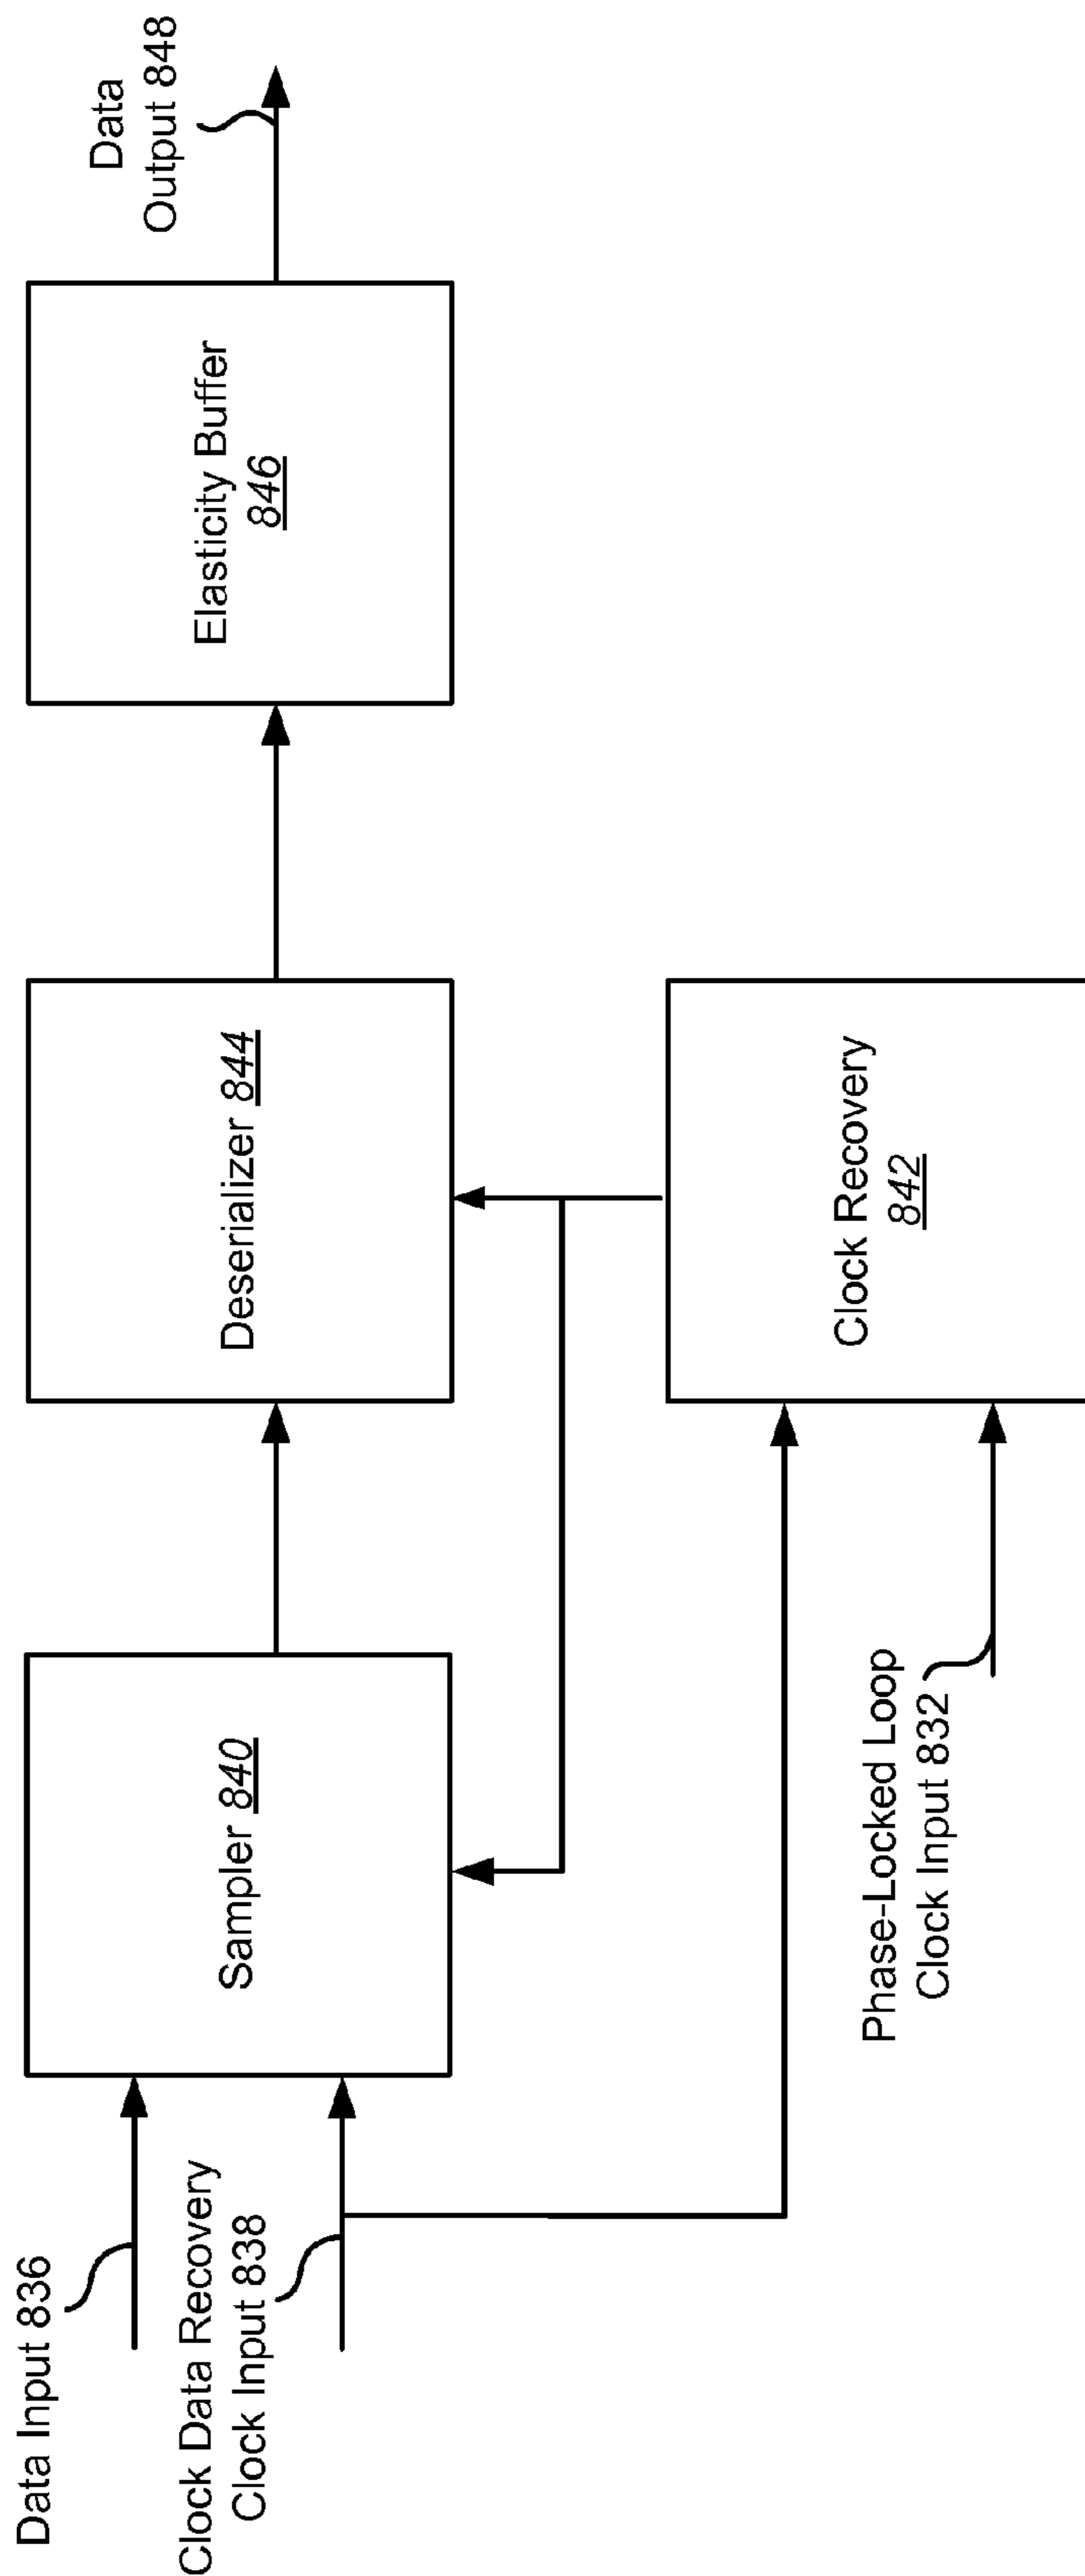 Data Input 836
Clock Data Recovery
Clock Input 838
Sampler 840
Deserializer 844
Elasticity Buffer
846
Data
Output 848
Phase-Locked Loop
Clock Input 832
Clock Recovery
842